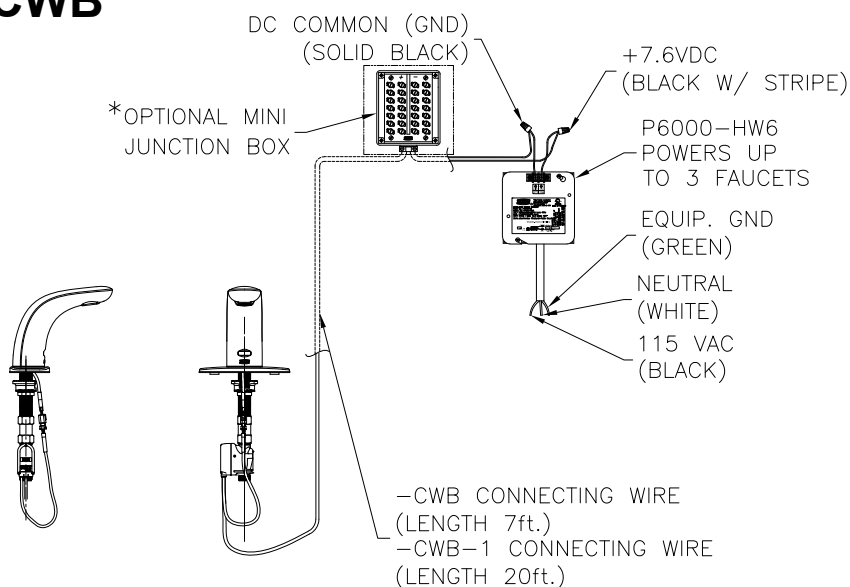 CWB
DC COMMON (GND)
(SOLID BLACK)
+7.6VDC
(BLACK W/ STRIPE)
*OPTIONAL MINI
JUNCTION BOX
P6000-HW6
POWERS UP
TO 3 FAUCETS
EQUIP. GND
(GREEN)
NEUTRAL
(WHITE)
115 VAC
(BLACK)
-CWB CONNECTING WIRE
(LENGTH 7ft.)
-CWB-1 CONNECTING WIRE
(LENGTH 20ft.)